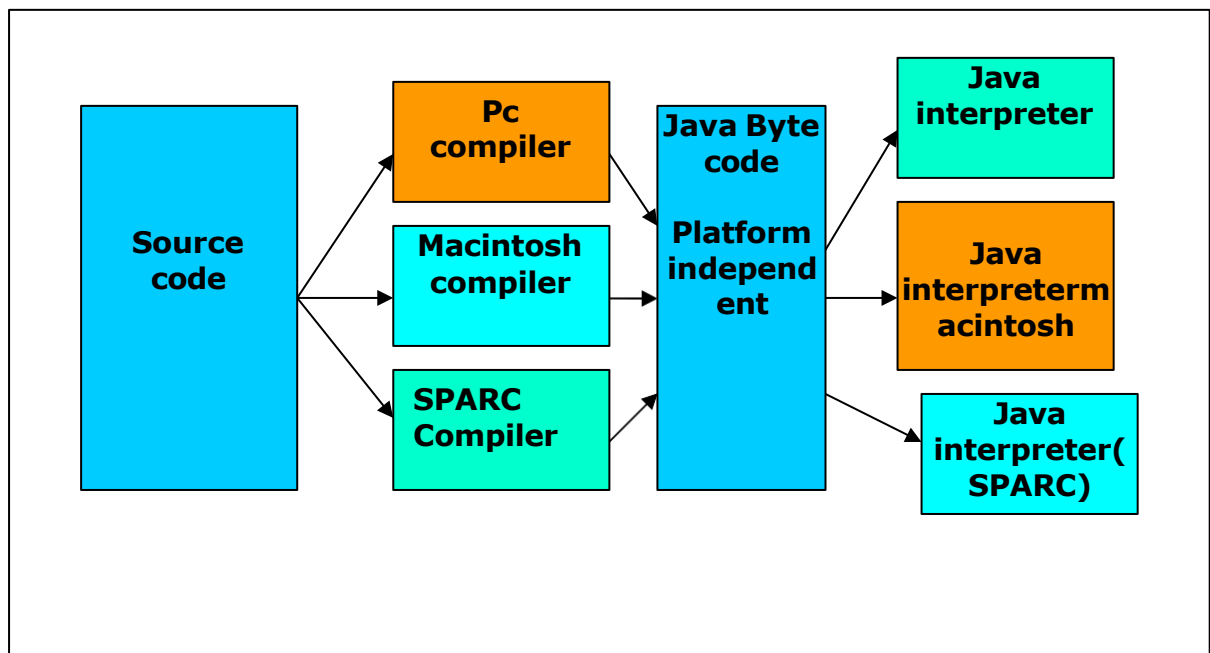 Source
code
Pc
compiler
Macintosh
compiler
SPARC
Compiler
Java Byte
code
Platform
independ
ent
Java
interpreter
Java
interpreterm
acintosh
Java
interpreter(
SPARC)